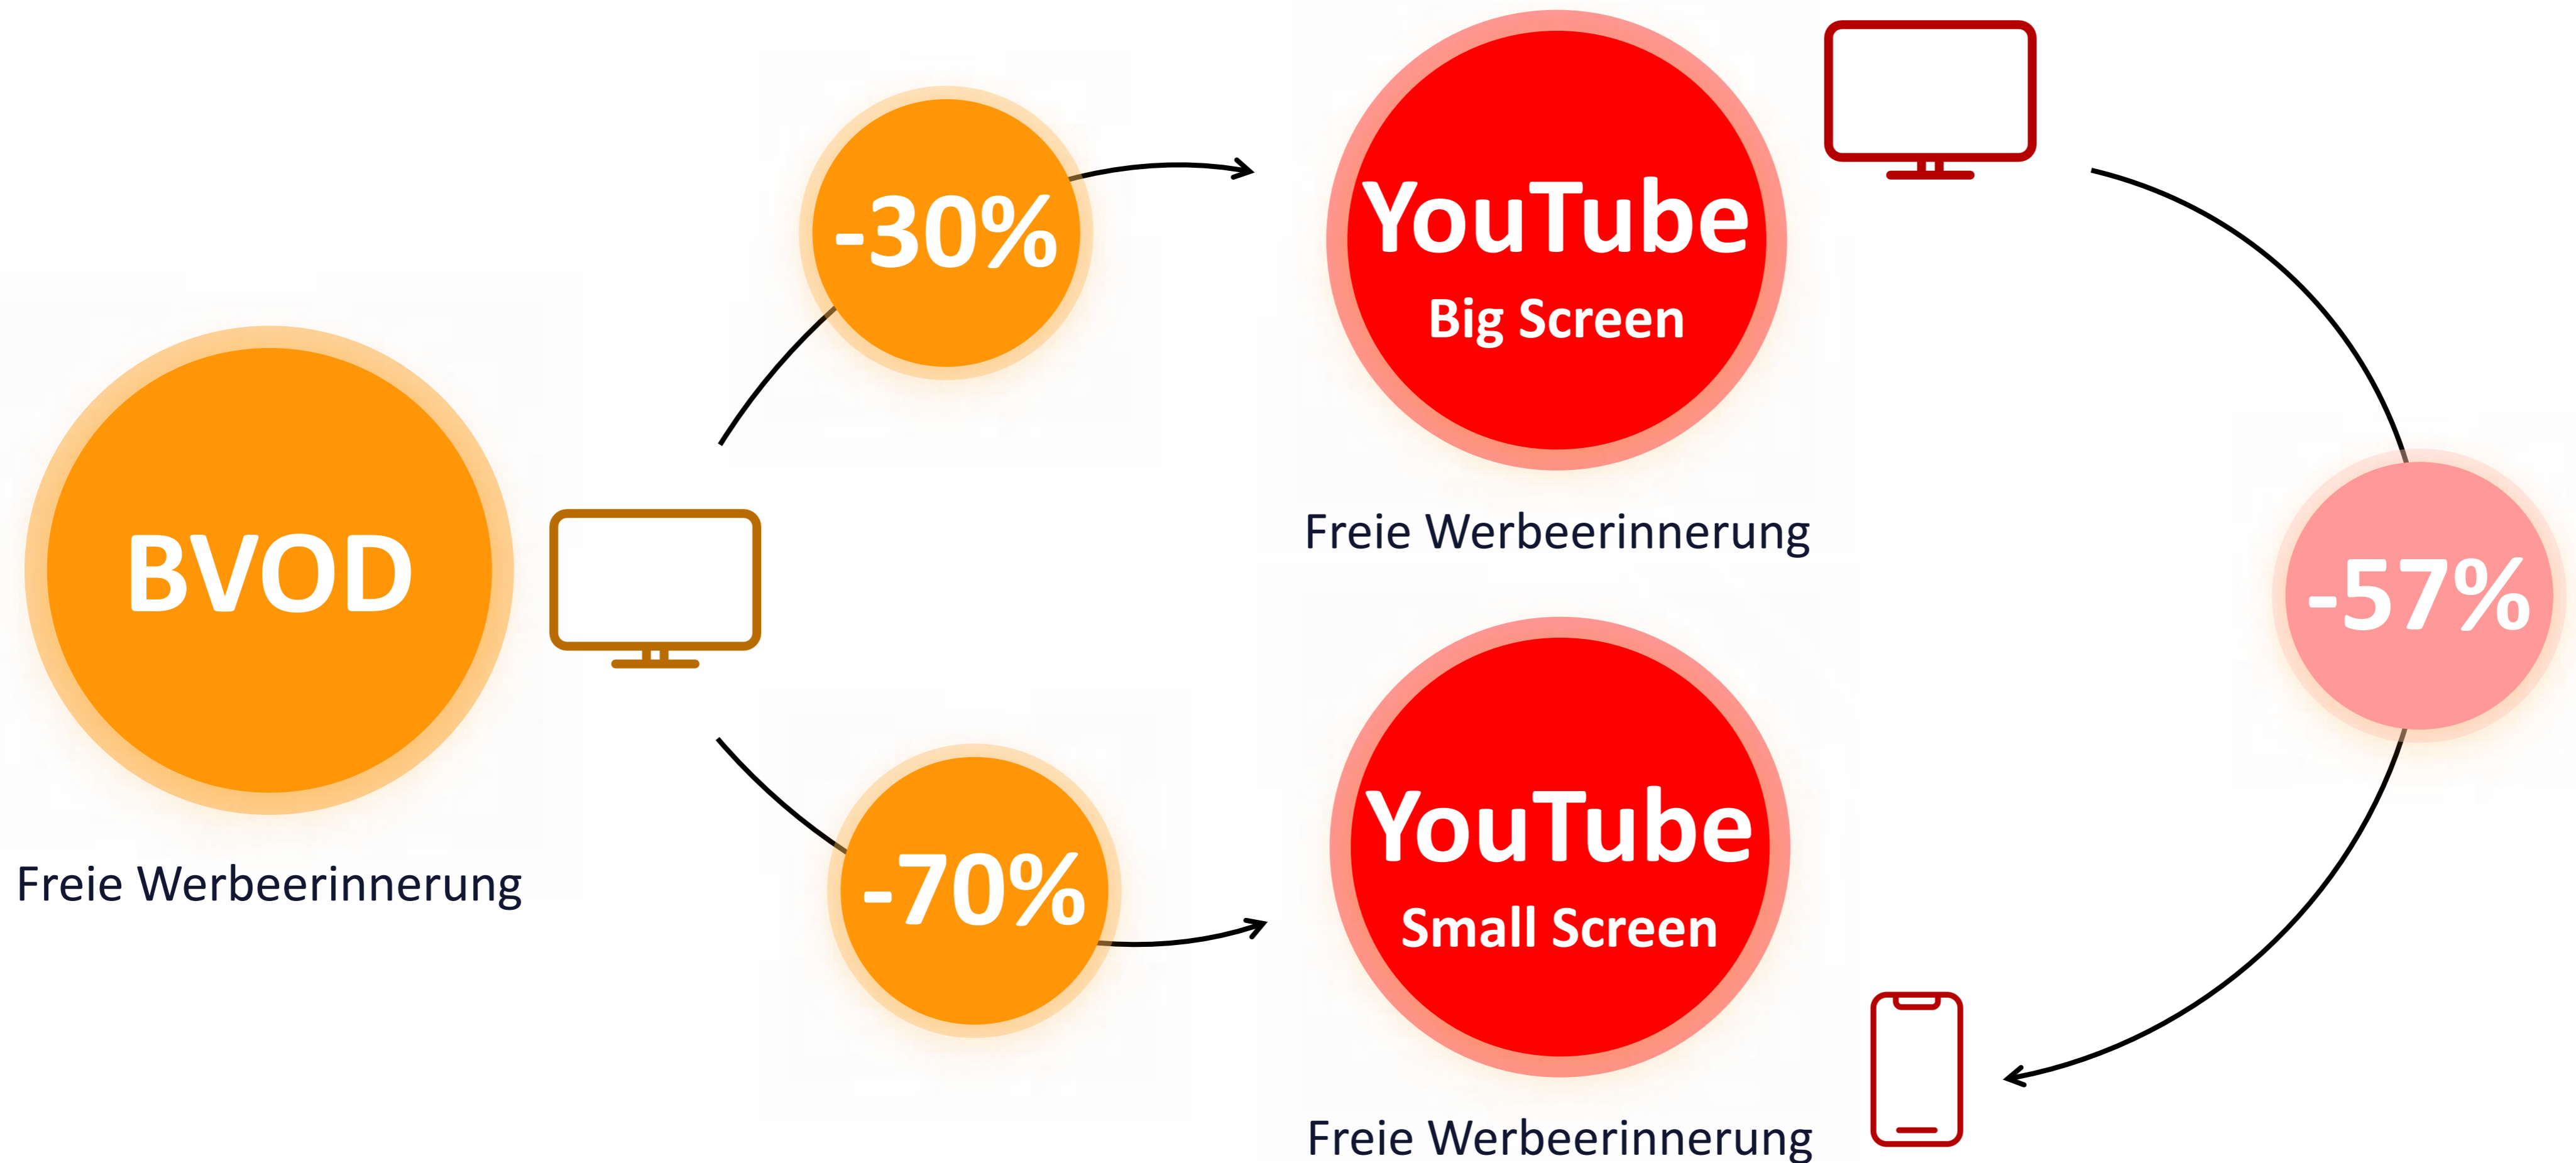 BVOD
Freie Werbeerinnerung
-30%
YouTube
Big Screen
Freie Werbeerinnerung
-70%
YouTube
Small Screen
Freie Werbeerinnerung
-57%